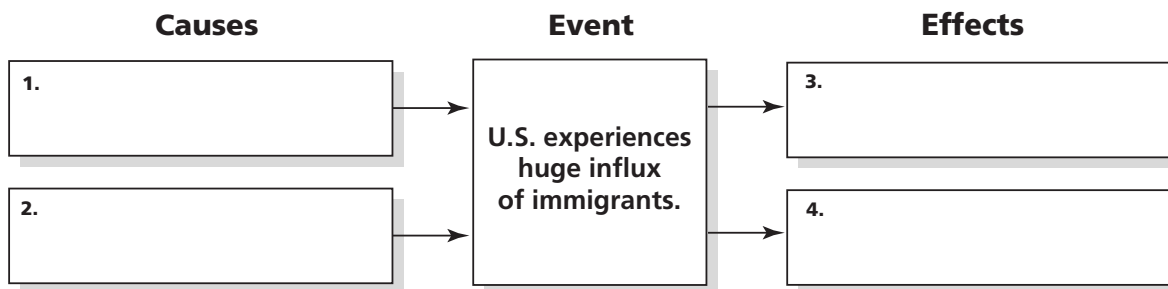 Causes
Event
Effects
1.
2.
U.S. experiences
huge influx
of immigrants.
3.
4.